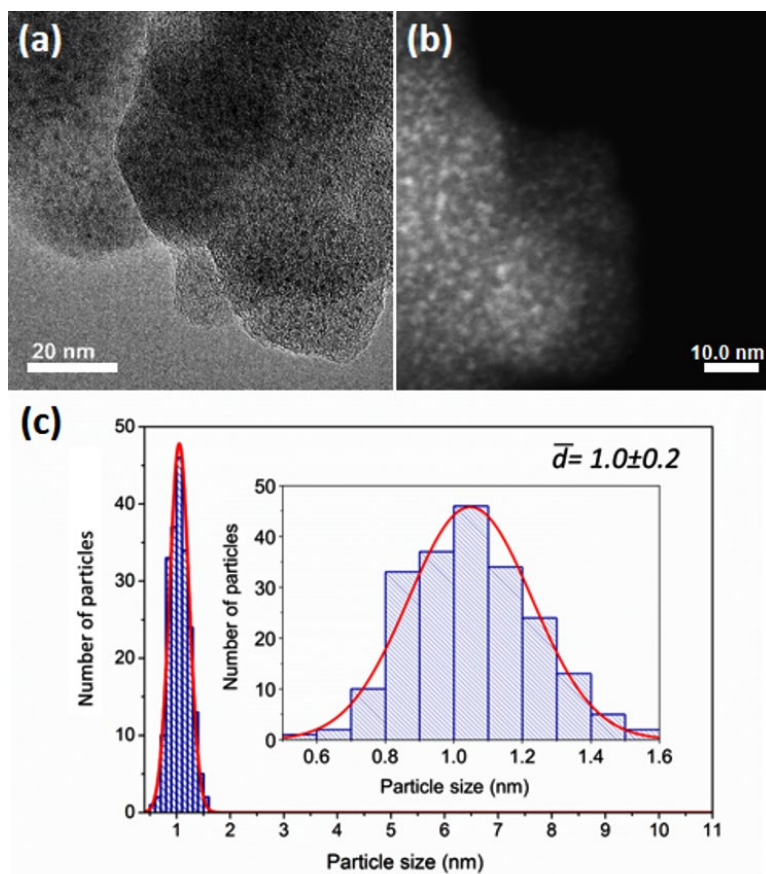 (a)
(b)
20 nm
10.0 nm
(c)
d̅= 1.0±0.2
Number of particles
50
40
30
20
10
0
1 2 3 4 5 6 7 8 9 10 11
Particle size (nm)
Number of particles
50
40
30
20
10
0
0.6 0.8 1.0 1.2 1.4 1.6
Particle size (nm)